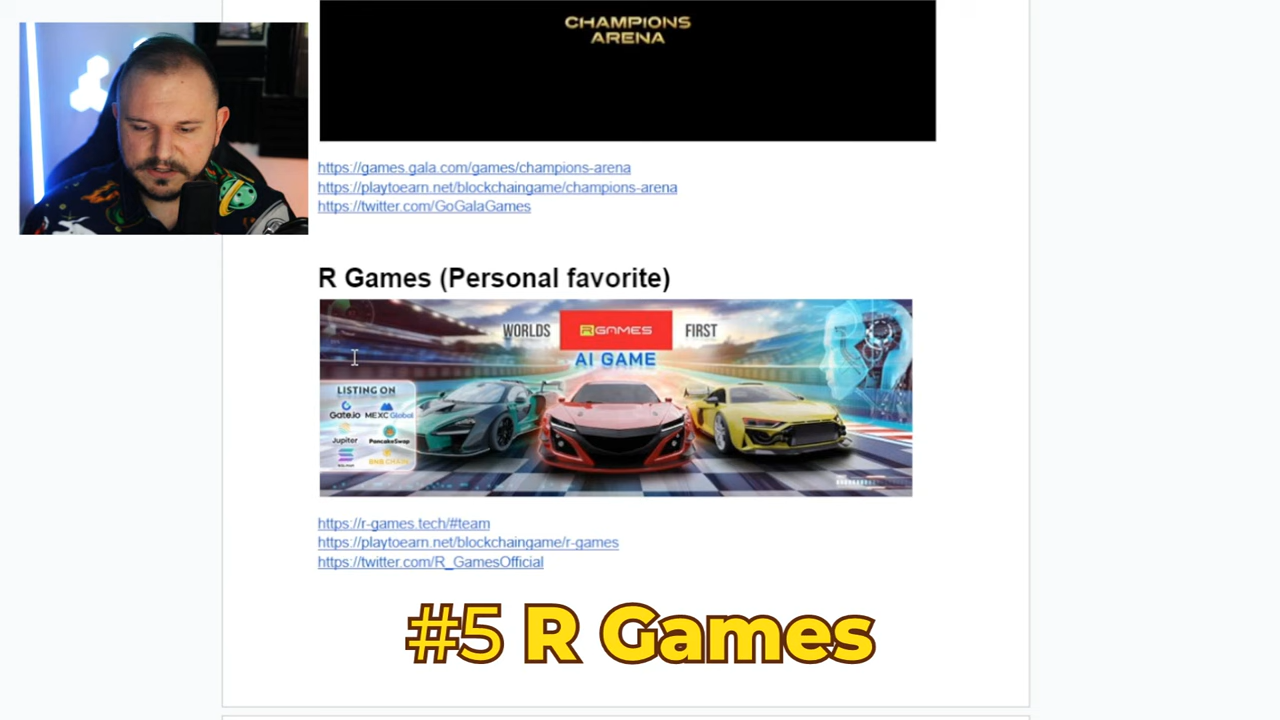 CHAMPIONS
ARENA
https://games.gala.com/games/champions-arena
https://playtoearn.net/blockchaingame/champions-arena
https://twitter.com/GoGalaGames
R Games (Personal favorite)
WORLDS RGAMES FIRST
AI GAME
LISTING ON
Gate.io MEXC Global
Jupiter PancakeSwap
BNB CHAIN
https://r-games.tech/#team
https://playtoearn.net/blockchaingame/r-games
https://twitter.com/R_GamesOfficial
#5 R Games